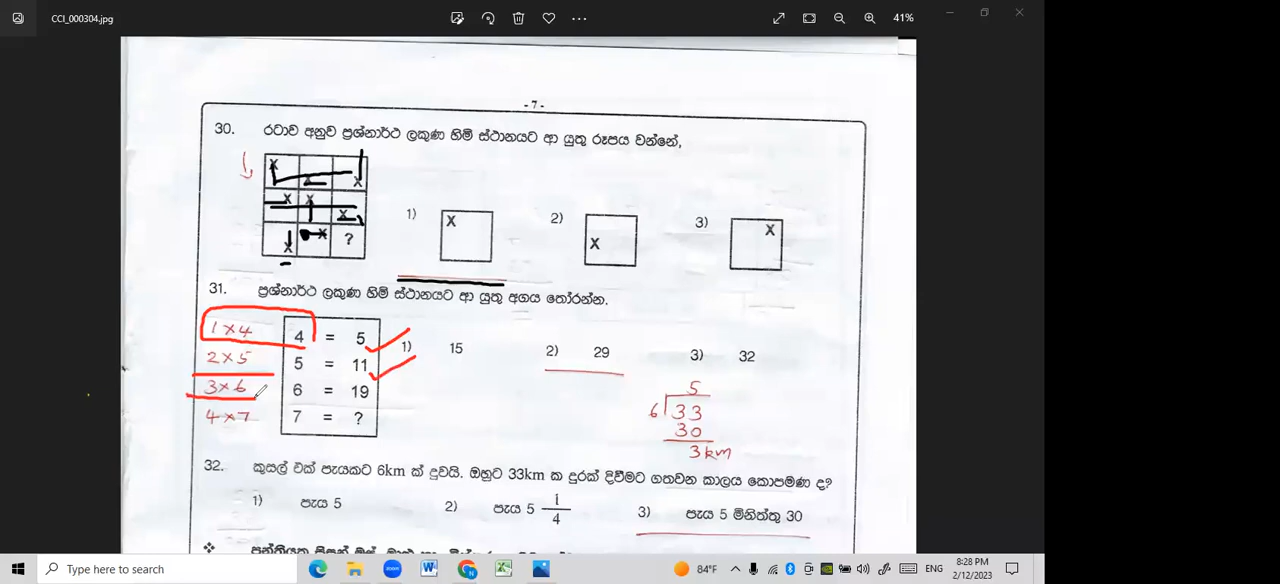 CCI_000304.jpg
41%
- 7 -
30. රටාව අනුව ප්‍රශ්නාර්ථ ලකුණ හිමි ස්ථානයට ආ යුතු රූපය වන්නේ,
X
X
X
X
X
X
X
X
?
1) X
2) X
3) X
31. ප්‍රශ්නාර්ථ ලකුණ හිමි ස්ථානයට ආ යුතු අගය තෝරන්න.
1 × 4
2 × 5
3 × 6
4 × 7
4 = 5
5 = 11
6 = 19
7 = ?
1) 15
2) 29
3) 32
5
6 33
30
3km
32. කුසල් එක් පැයකට 6km ක් දුවයි. ඔහුට 33km ක දුරක් දිවීමට ගතවන කාලය කොපමණ ද?
1) පැය 5
2) පැය 5 1/4
3) පැය 5 මිනිත්තු 30
Type here to search
84°F
ENG
8:28 PM
2/12/2023